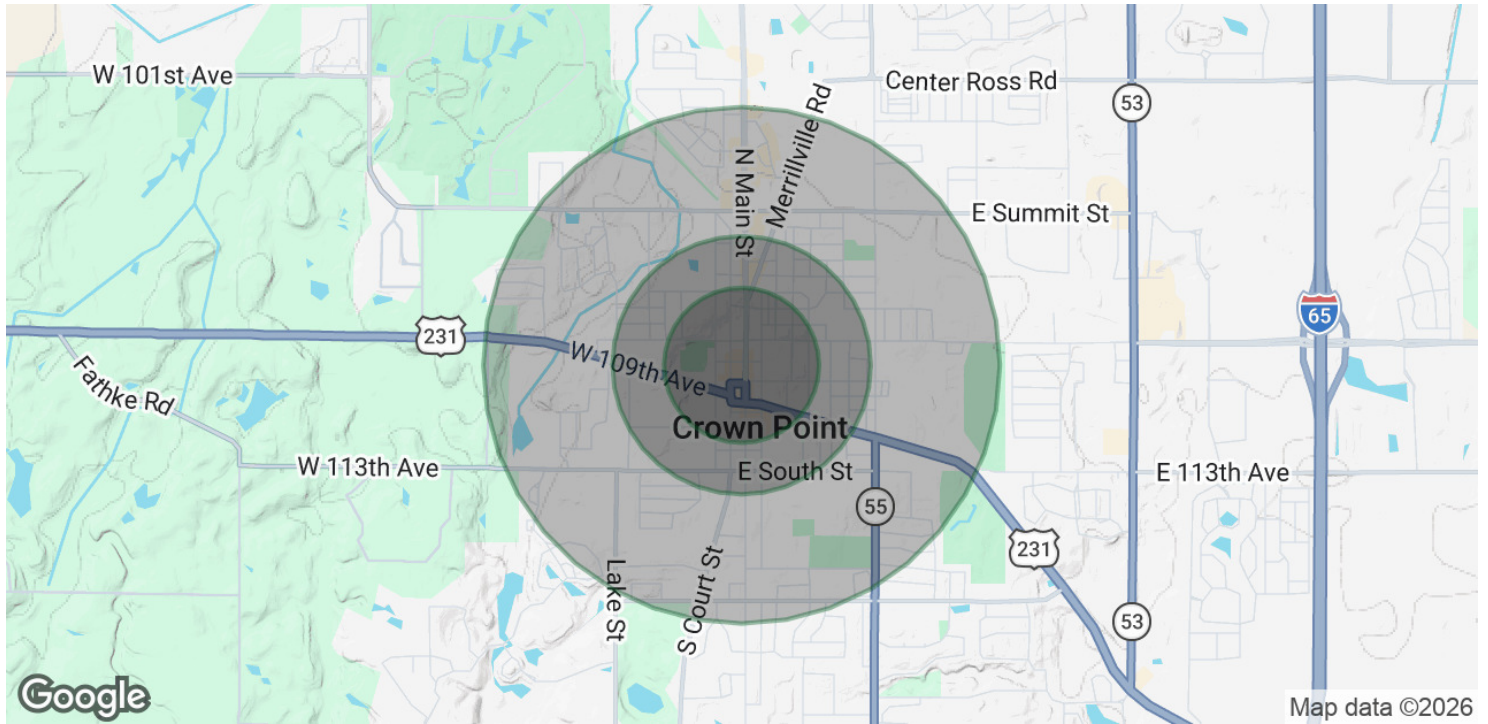 W 101st Ave
Center Ross Rd
53
Merrillville Rd
N Main St
E Summit St
65
231
W 109th Ave
Fathke Rd
Crown Point
W 113th Ave
E South St
E 113th Ave
55
231
Lake St
S Court St
53
Google
Map data ©2026